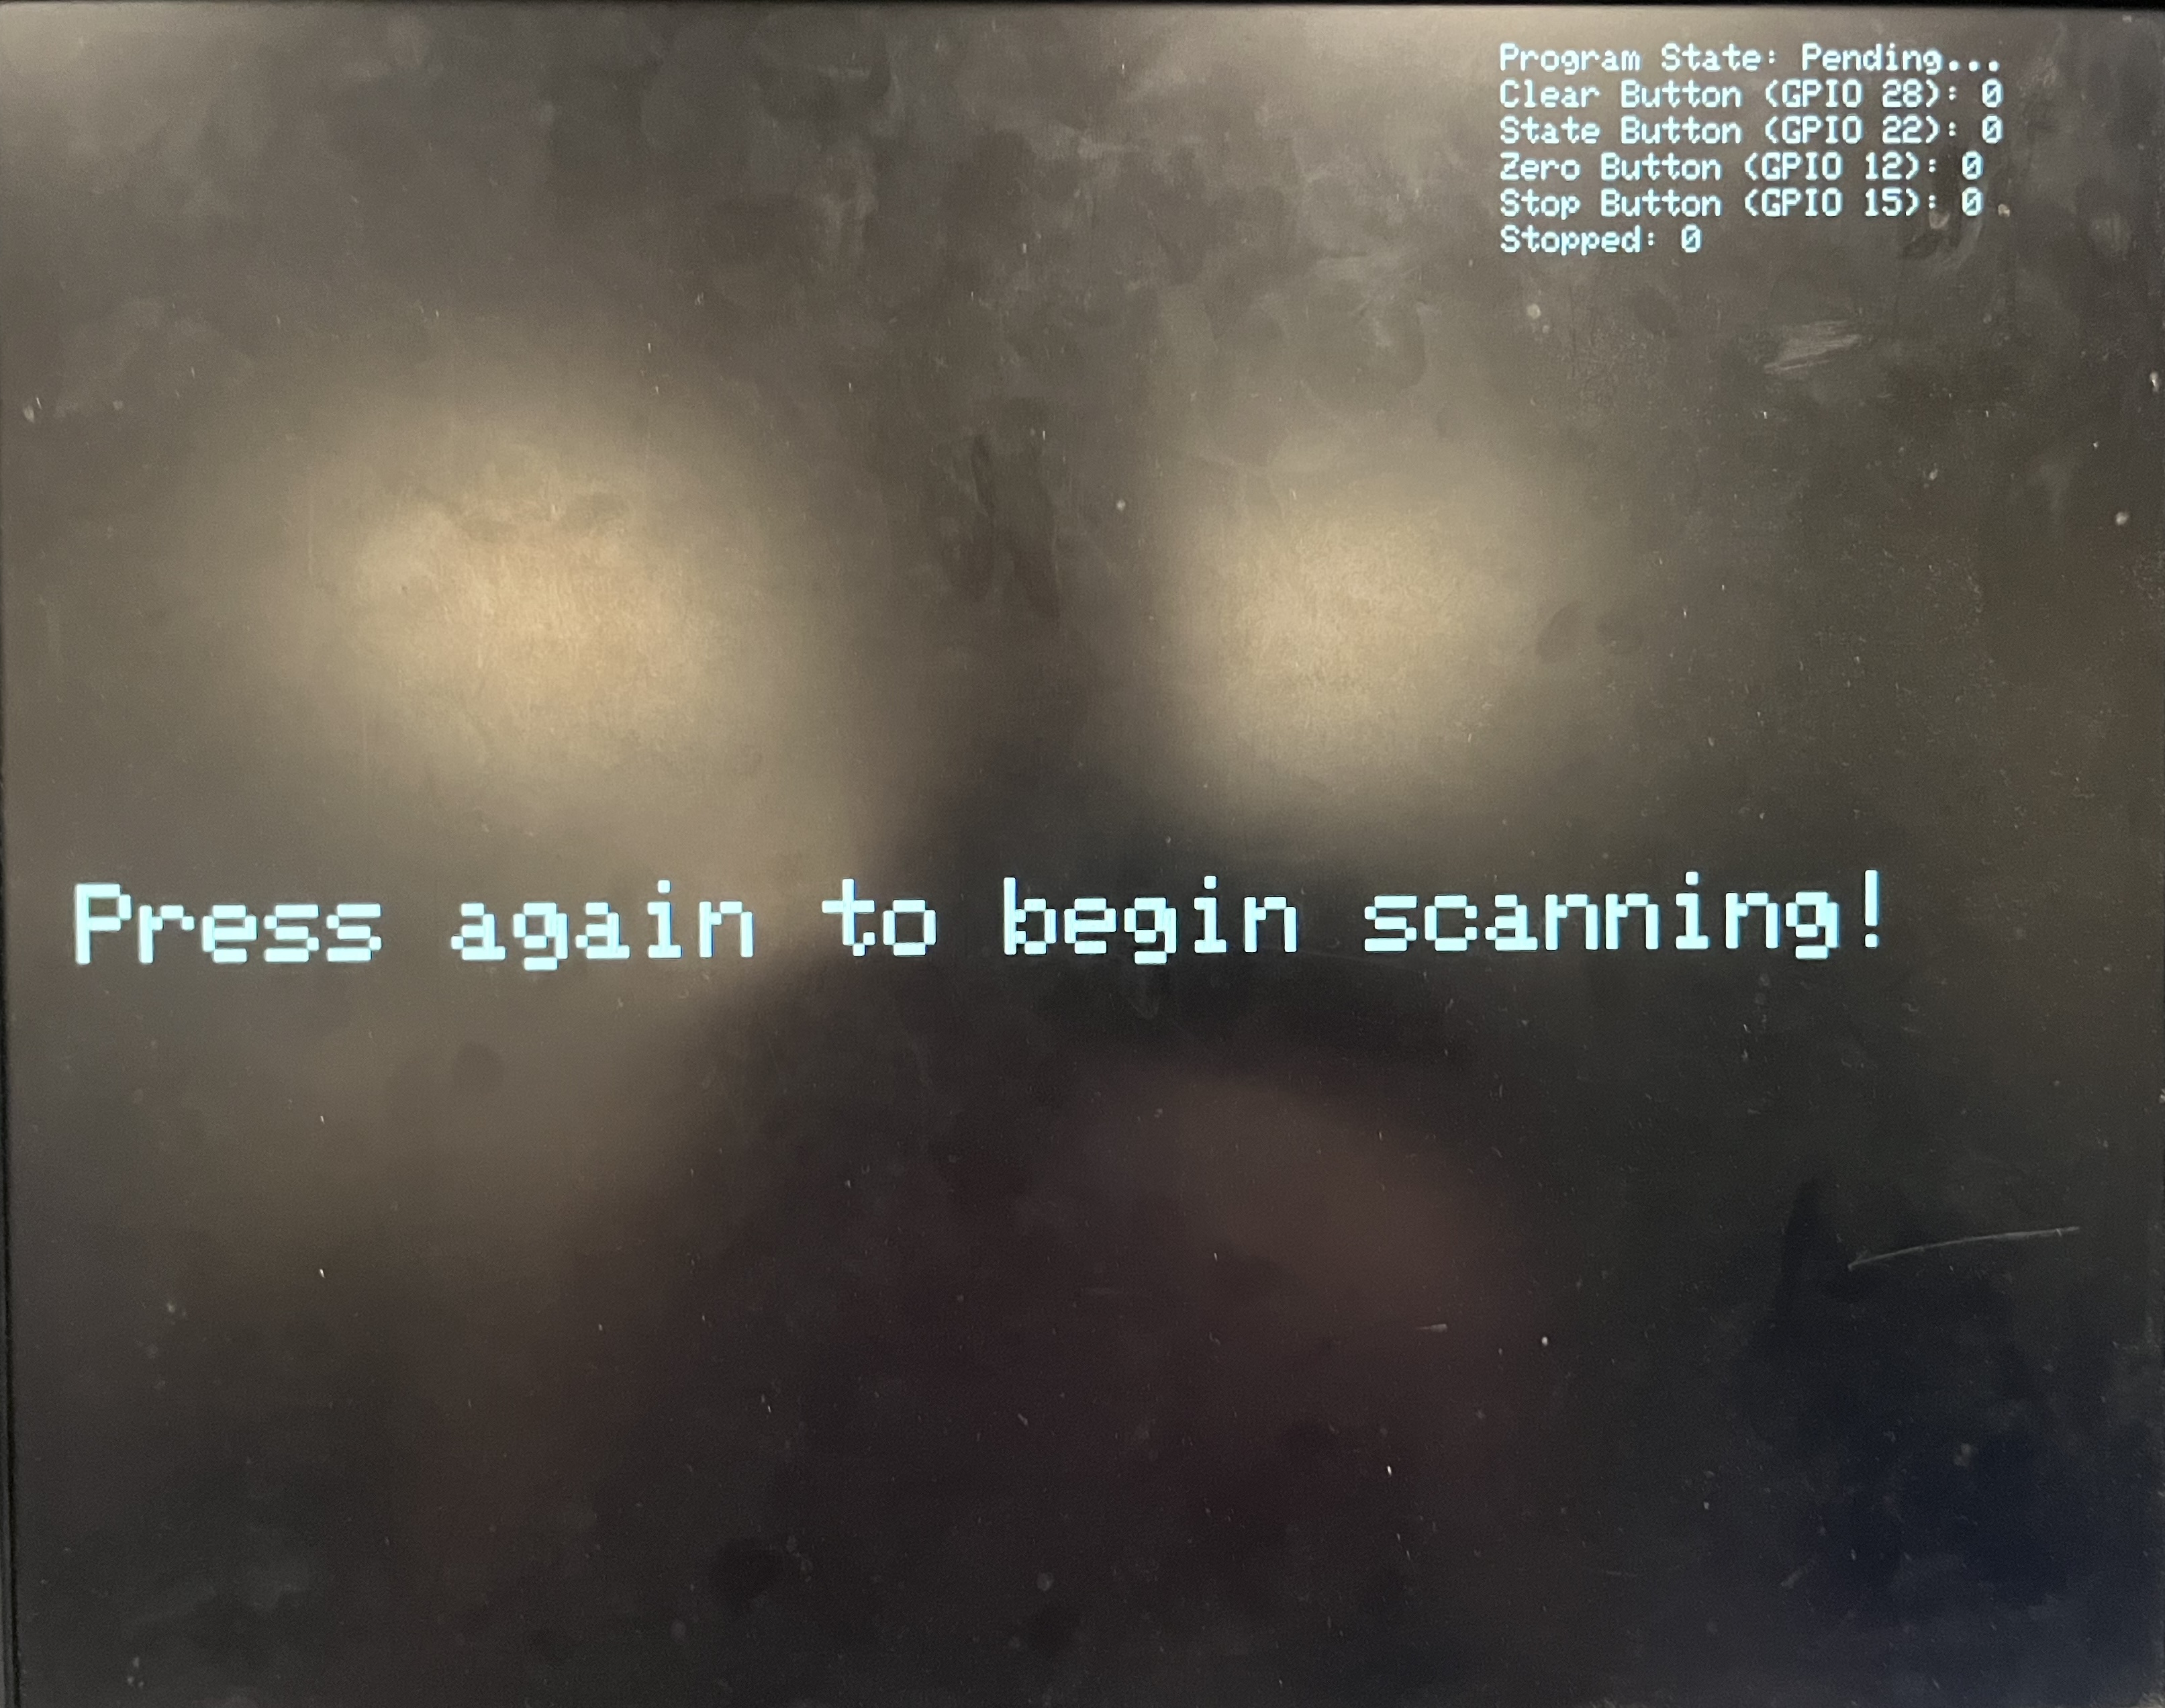 Program State: Pending...
Clear Button (GPIO 28): 0
State Button (GPIO 22): 0
Zero Button (GPIO 12): 0
Stop Button (GPIO 15): 0
Stopped: 0
Press again to begin scanning!